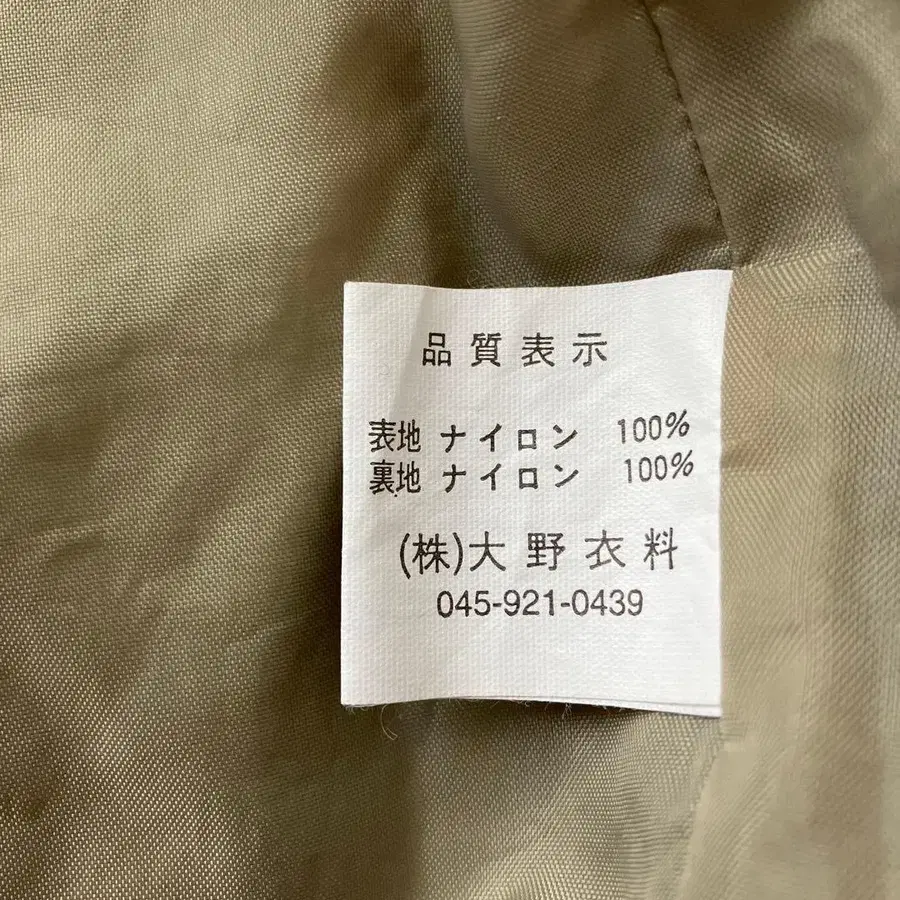 品質表示
表地 ナイロン 100%
裏地 ナイロン 100%
(株)大野衣料
045-921-0439